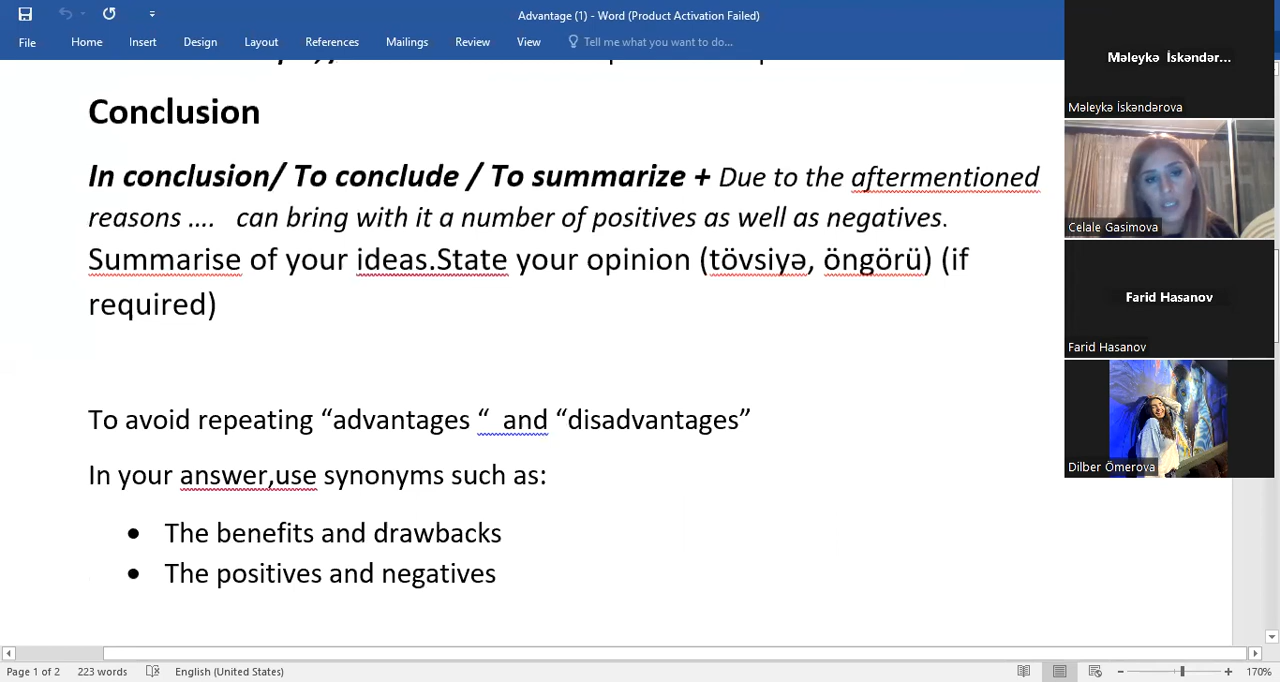 Advantage (1) - Word (Product Activation Failed)
File Home Insert Design Layout References Mailings Review View Tell me what you want to do...
Conclusion
In conclusion/ To conclude / To summarize + Due to the aftermentioned
reasons .... can bring with it a number of positives as well as negatives.
Summarise of your ideas.State your opinion (tövsiyə, öngörü) (if
required)
To avoid repeating “advantages “ and “disadvantages”
In your answer,use synonyms such as:
• The benefits and drawbacks
• The positives and negatives
Page 1 of 2 223 words English (United States) 170%
Məleykə İskəndər...
Məleykə İskəndərova
Celale Gasimova
Farid Hasanov
Farid Hasanov
Dilber Ömerova